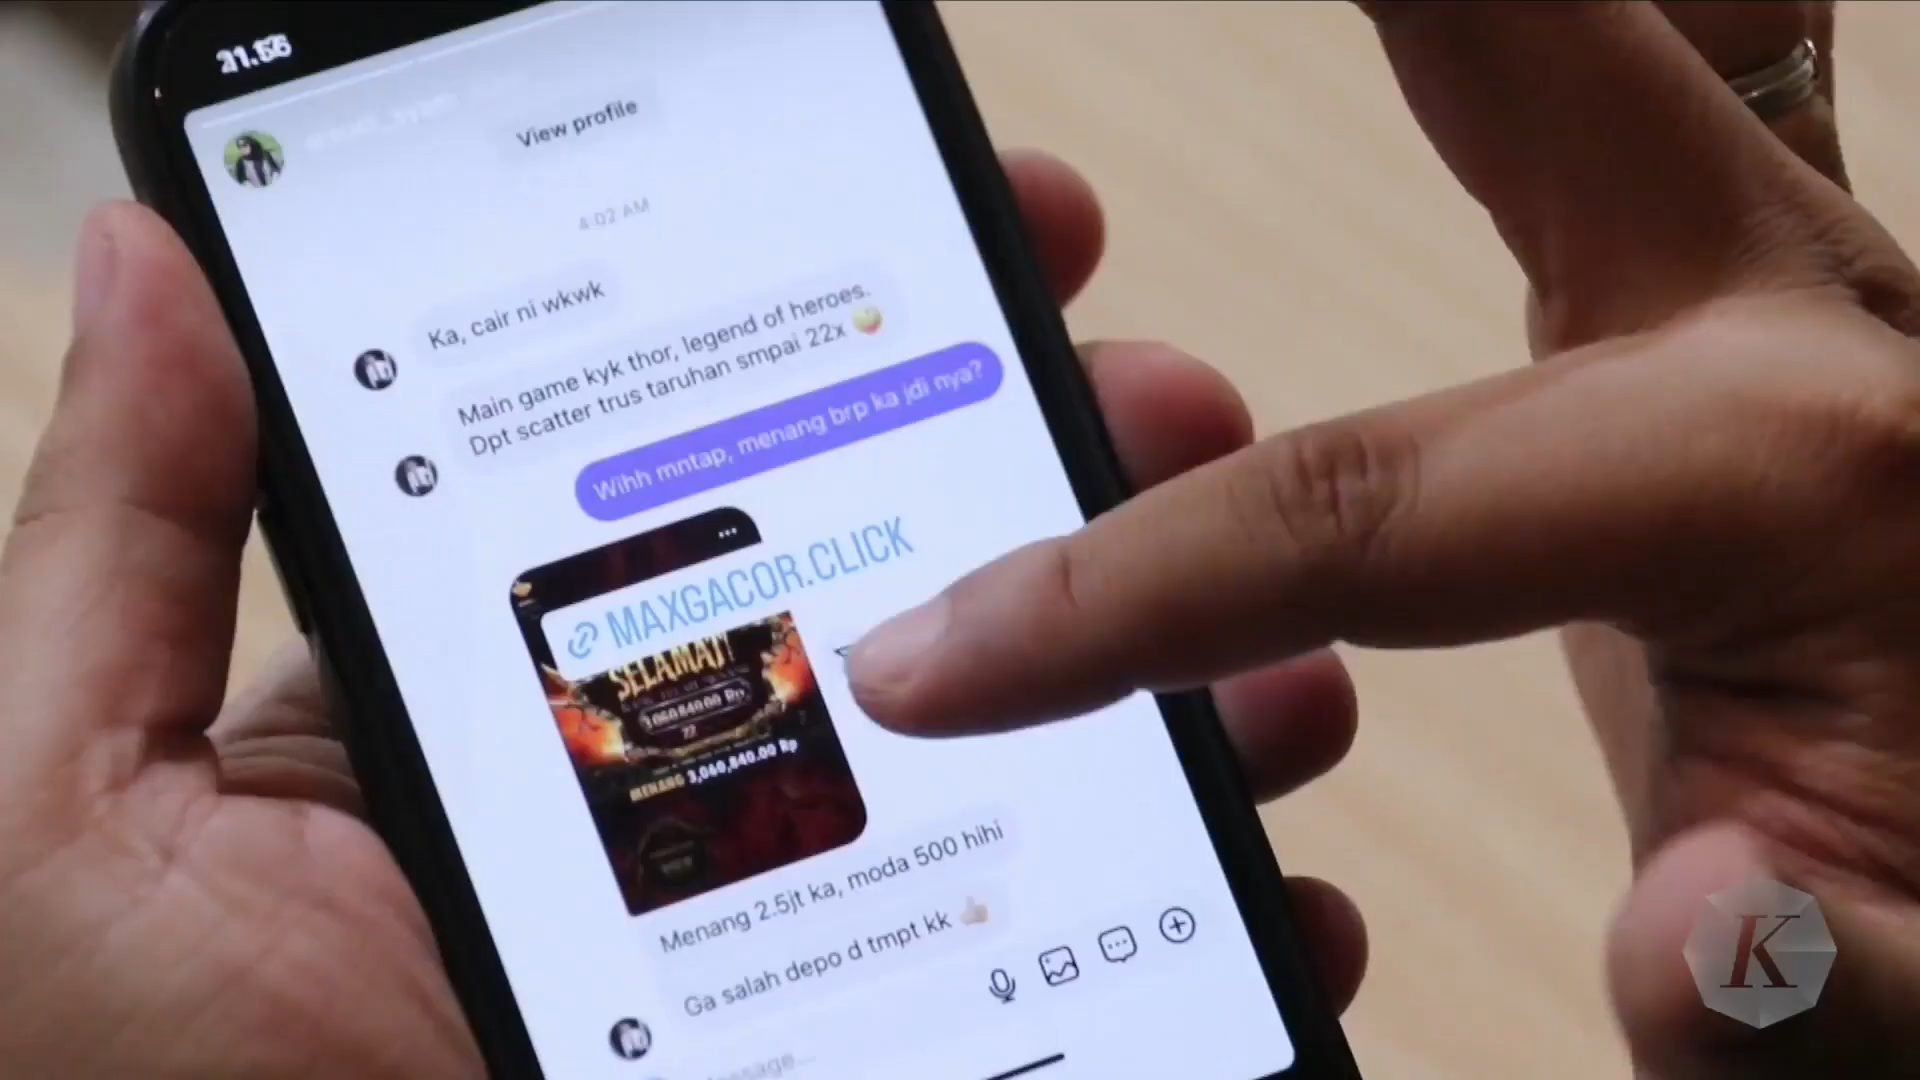 21.56
View profile
4:02 AM
Ka, cair ni wkwk
Main game kyk thor, legend of heroes.
Dpt scatter trus taruhan smpai 22x
Wihh mntap, menang brp ka jdi nya?
MAXGACOR.CLICK
SELAMAT!
22
MENANG 3,060,840.00 Rp
Menang 2.5jt ka, moda 500 hihi
Ga salah depo d tmpt kk
K